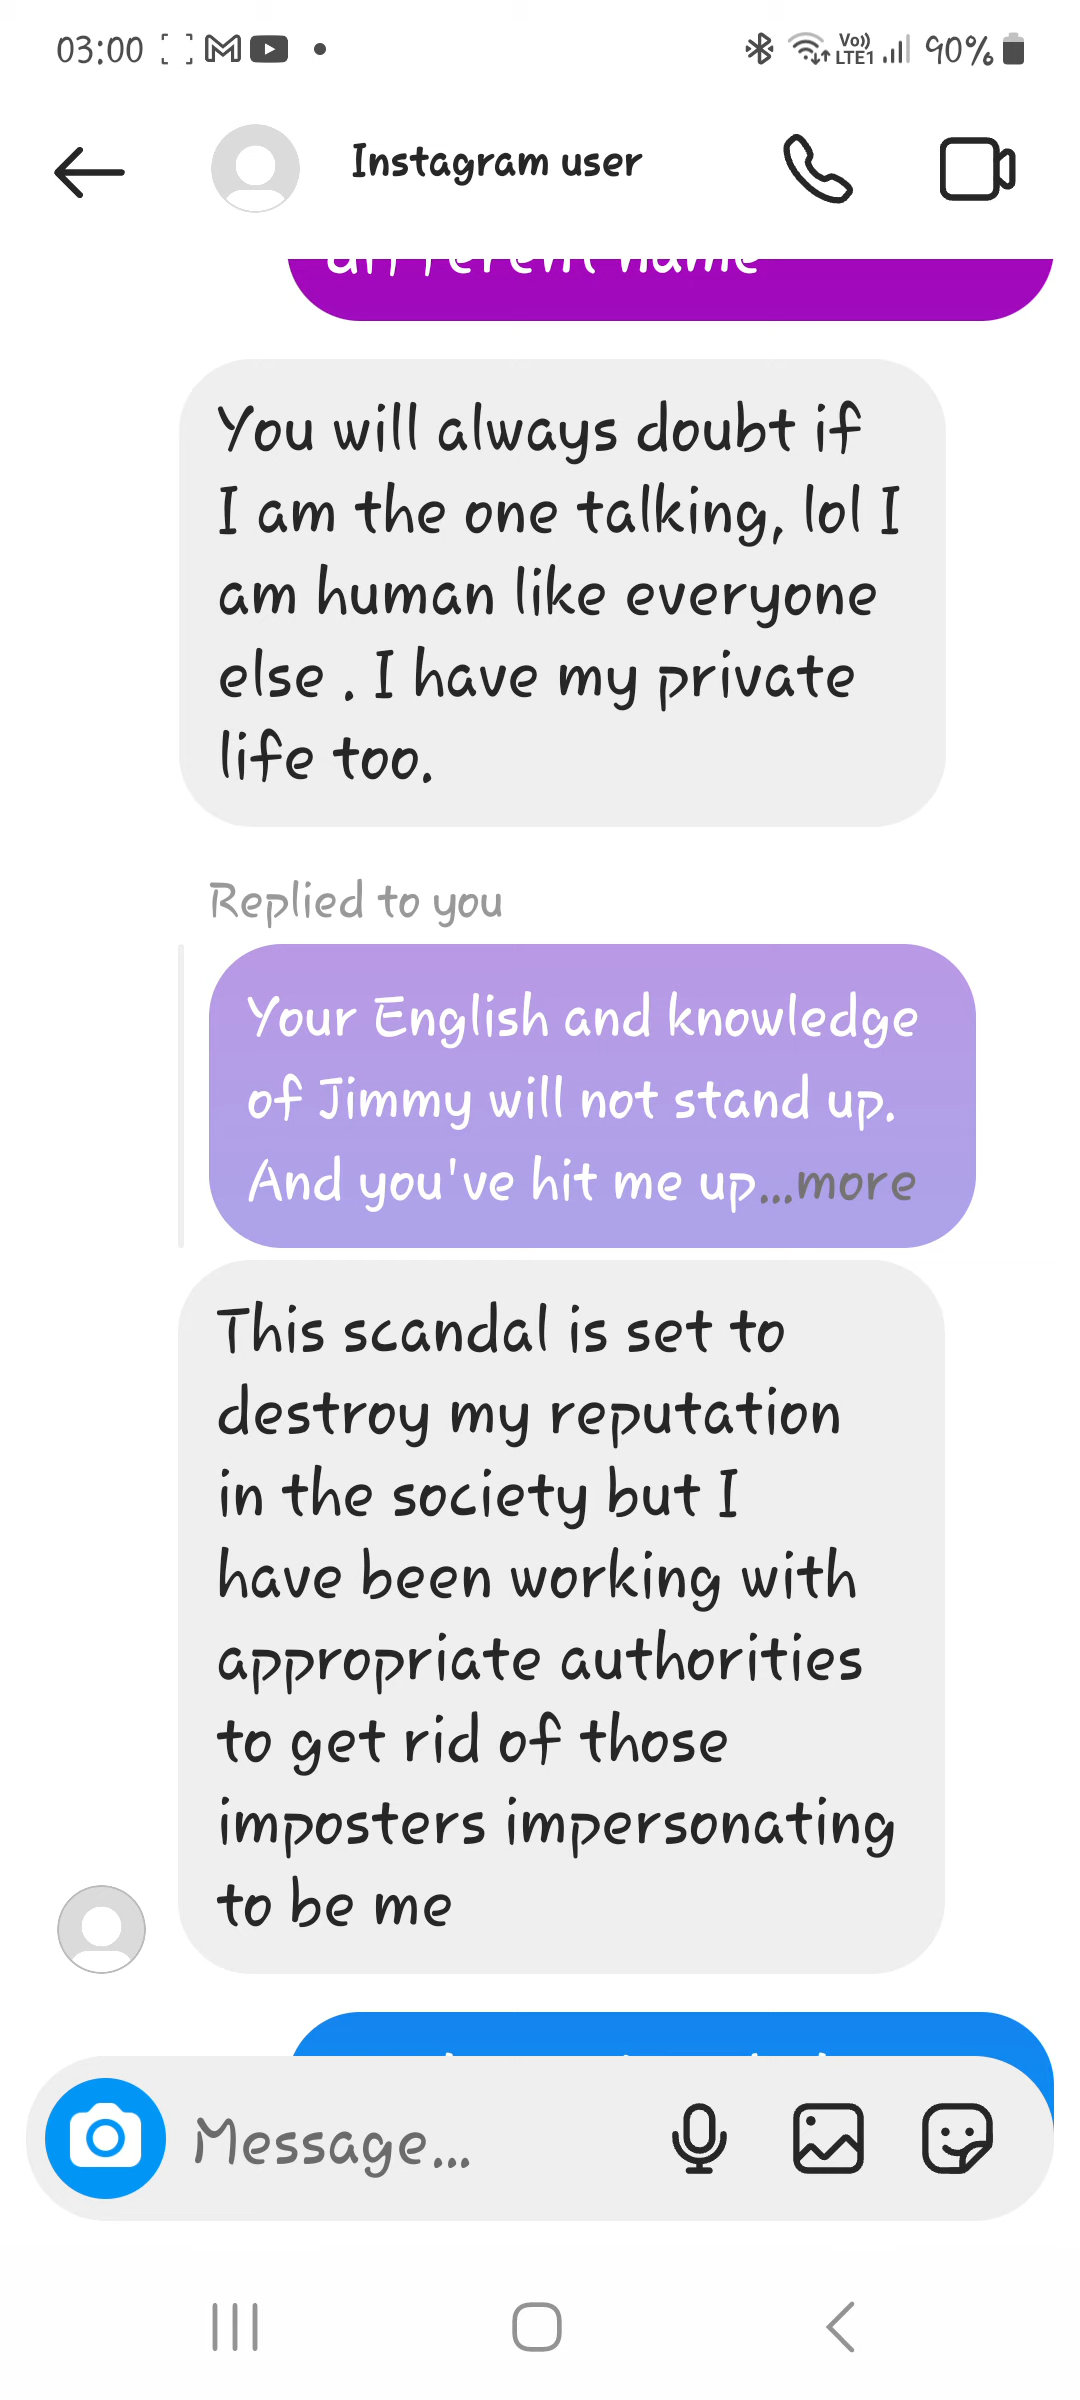 03:00
Vo))
LTE1
90%
Instagram user
different name
You will always doubt if
I am the one talking, lol I
am human like everyone
else . I have my private
life too.
Replied to you
Your English and knowledge
of Jimmy will not stand up.
And you've hit me up...more
This scandal is set to
destroy my reputation
in the society but I
have been working with
appropriate authorities
to get rid of those
imposters impersonating
to be me
Message...